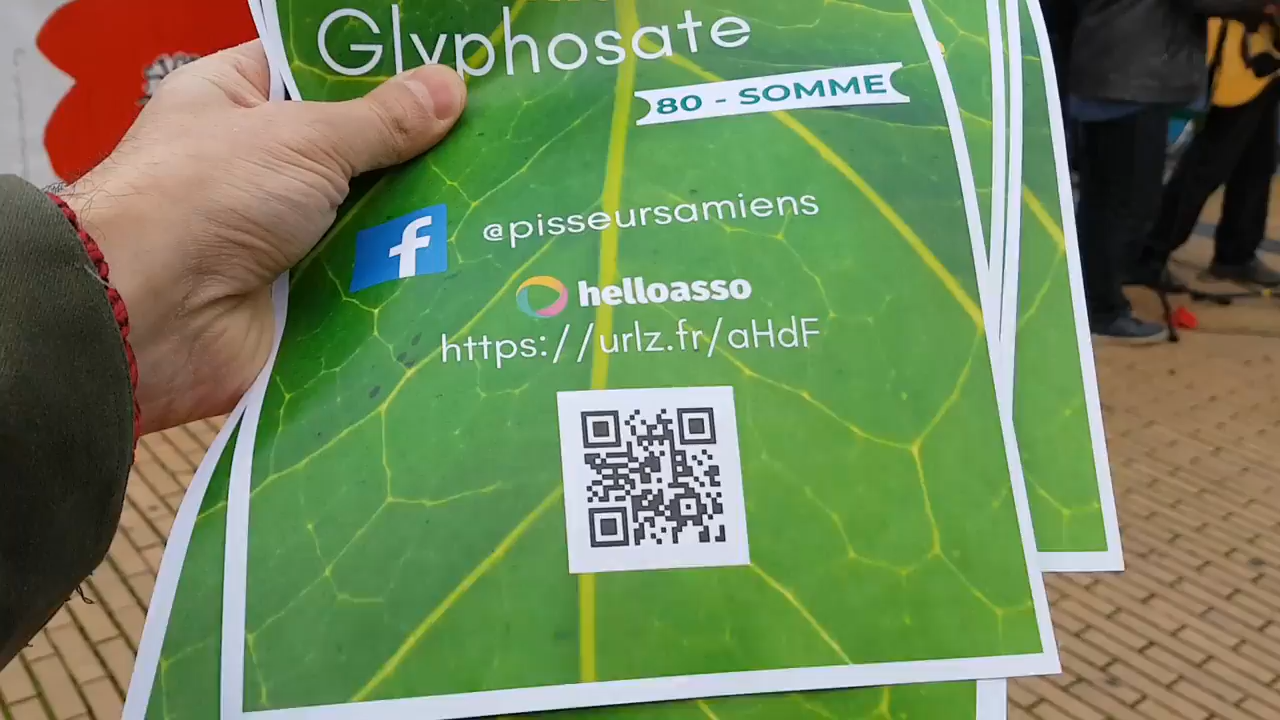 Glyphosate
80 - SOMME
@pisseursamiens
helloasso
https://urlz.fr/aHdF